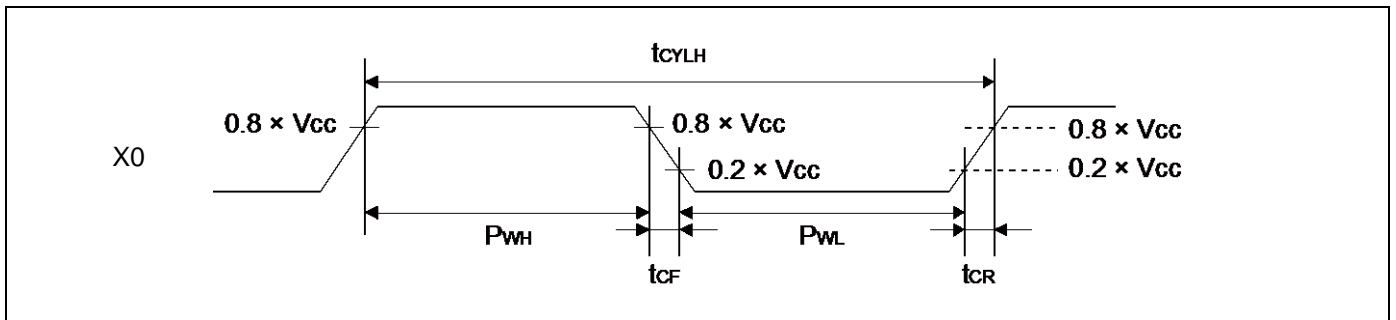 tCYLH
0.8 × Vcc
0.8 × Vcc
0.8 × Vcc
X0
0.2 × Vcc
0.2 × Vcc
PWH
PWL
tCF
tCR